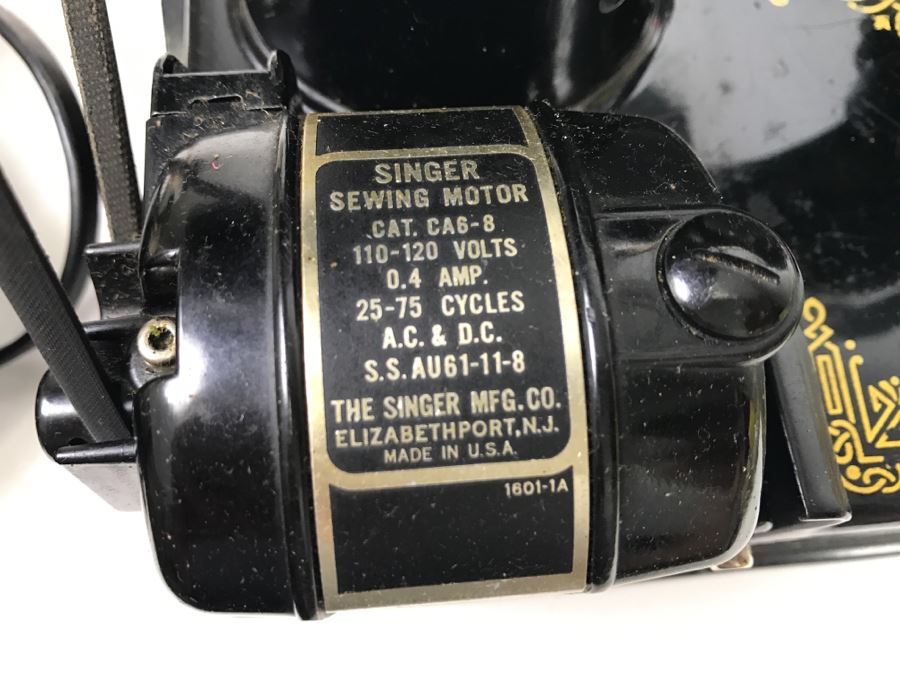 SINGER
SEWING MOTOR
CAT. CA6-8
110-120 VOLTS
0.4 AMP.
25-75 CYCLES
A.C. & D.C.
S.S. AU61-11-8
THE SINGER MFG. CO.
ELIZABETHPORT, N.J.
MADE IN U.S.A.
1601-1A